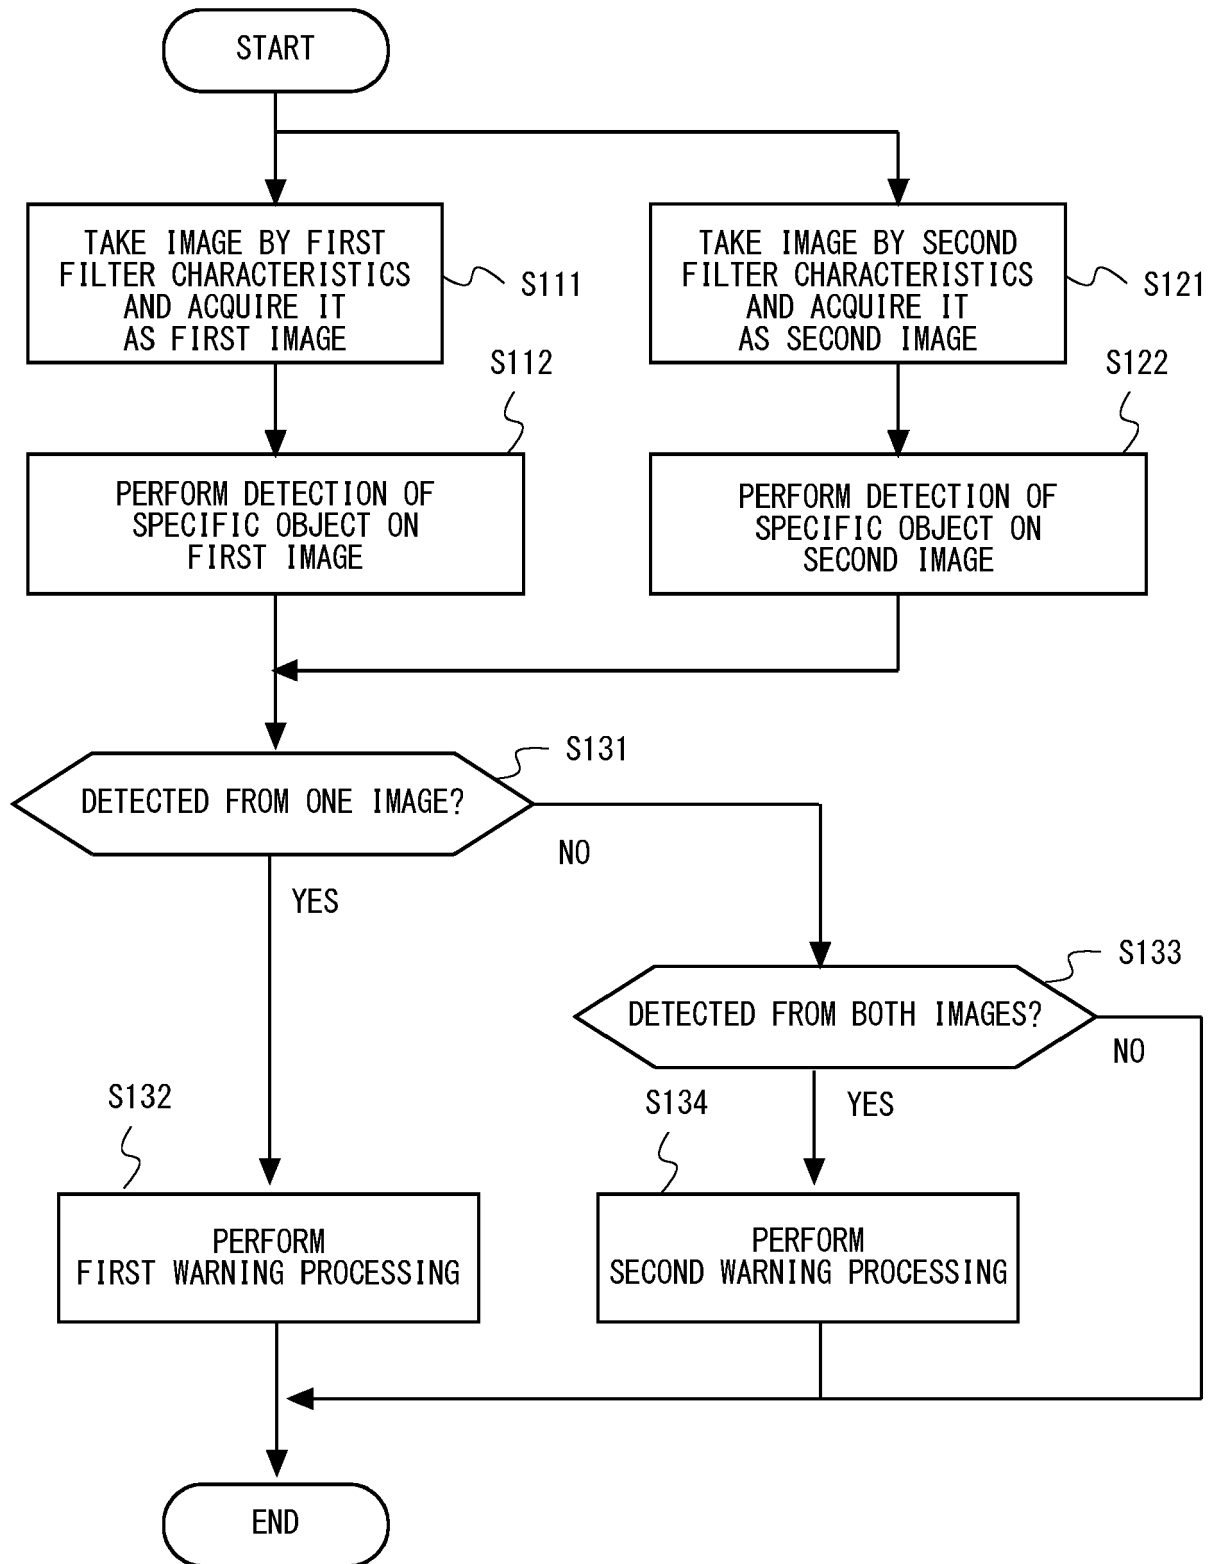 START
TAKE IMAGE BY FIRST
FILTER CHARACTERISTICS
AND ACQUIRE IT
AS FIRST IMAGE
S111
TAKE IMAGE BY SECOND
FILTER CHARACTERISTICS
AND ACQUIRE IT
AS SECOND IMAGE
S121
S112
PERFORM DETECTION OF
SPECIFIC OBJECT ON
FIRST IMAGE
S122
PERFORM DETECTION OF
SPECIFIC OBJECT ON
SECOND IMAGE
S131
DETECTED FROM ONE IMAGE?
NO
YES
S133
DETECTED FROM BOTH IMAGES?
NO
YES
S132
PERFORM
FIRST WARNING PROCESSING
S134
PERFORM
SECOND WARNING PROCESSING
END